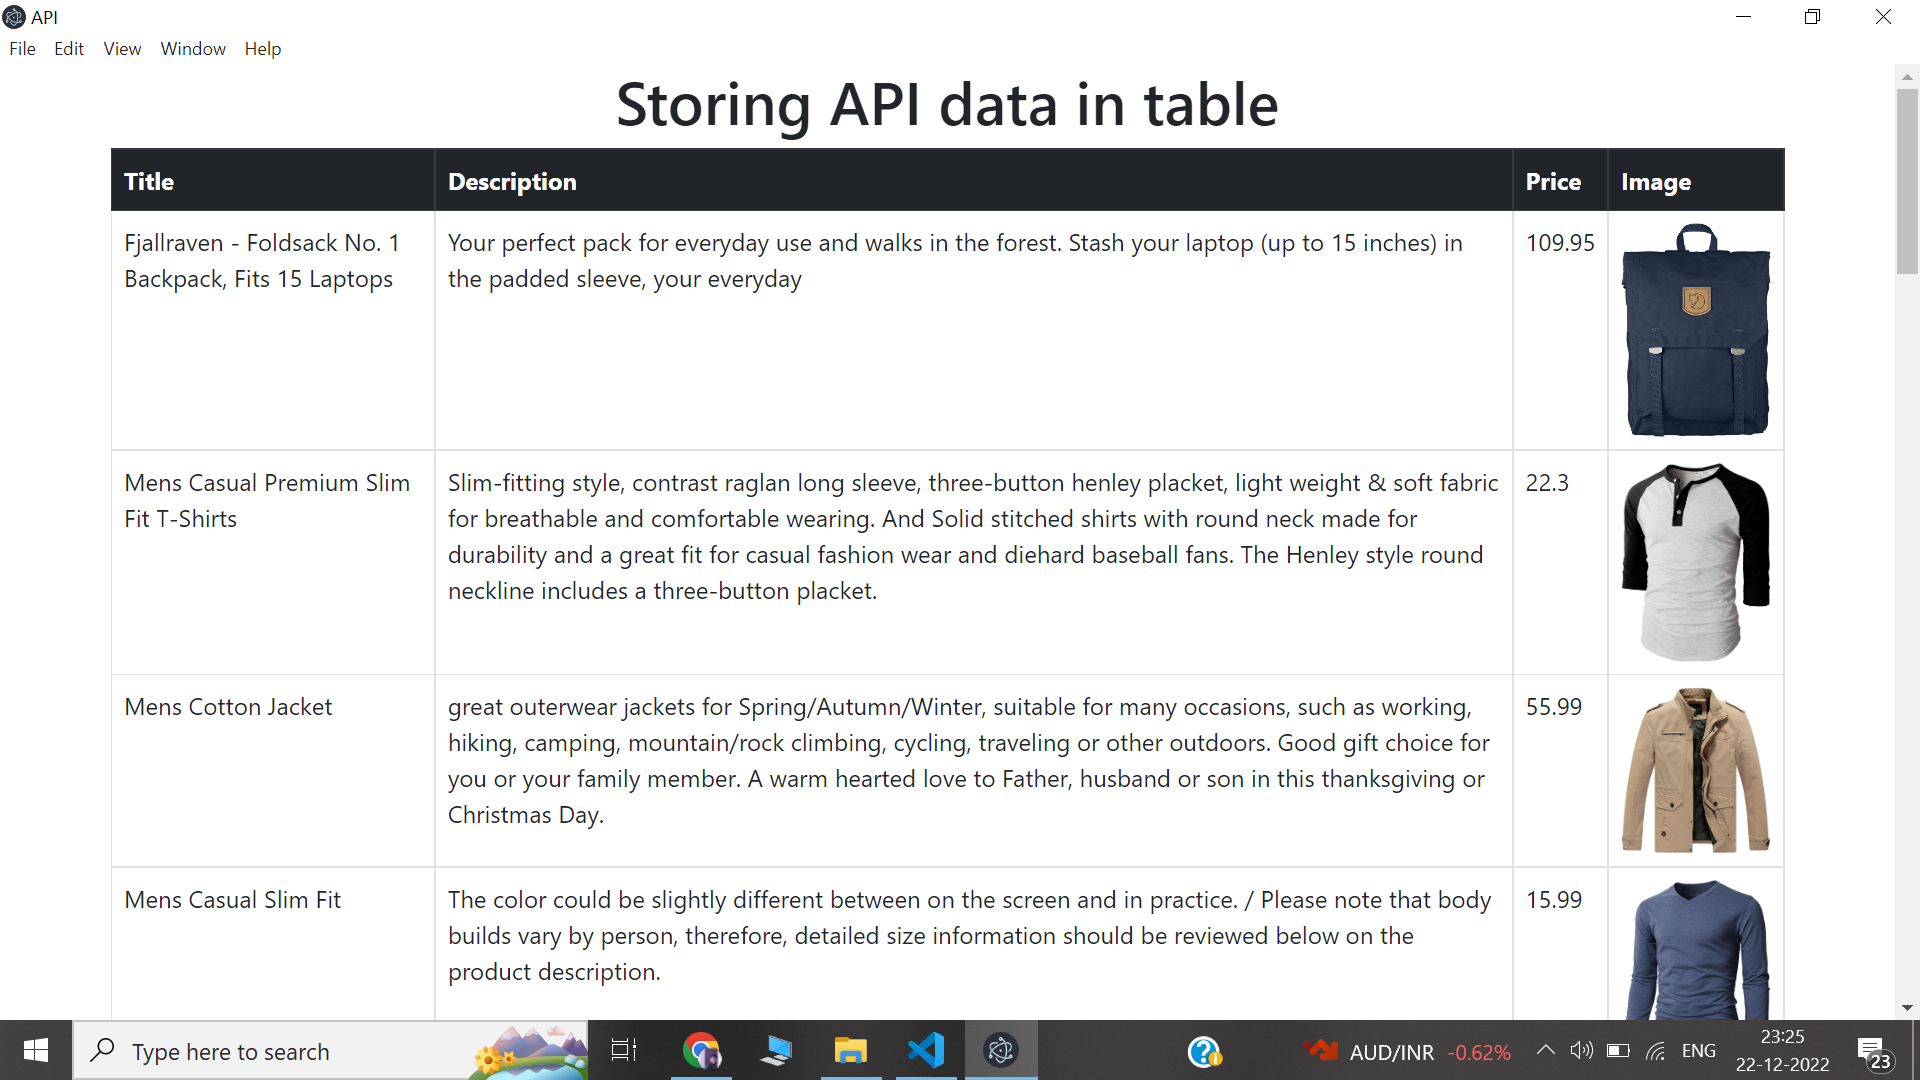 API
File Edit View Window Help
Storing API data in table
Title Description Price Image
Fjallraven - Foldsack No. 1
Backpack, Fits 15 Laptops
Your perfect pack for everyday use and walks in the forest. Stash your laptop (up to 15 inches) in
the padded sleeve, your everyday
109.95
Mens Casual Premium Slim
Fit T-Shirts
Slim-fitting style, contrast raglan long sleeve, three-button henley placket, light weight & soft fabric
for breathable and comfortable wearing. And Solid stitched shirts with round neck made for
durability and a great fit for casual fashion wear and diehard baseball fans. The Henley style round
neckline includes a three-button placket.
22.3
Mens Cotton Jacket
great outerwear jackets for Spring/Autumn/Winter, suitable for many occasions, such as working,
hiking, camping, mountain/rock climbing, cycling, traveling or other outdoors. Good gift choice for
you or your family member. A warm hearted love to Father, husband or son in this thanksgiving or
Christmas Day.
55.99
Mens Casual Slim Fit
The color could be slightly different between on the screen and in practice. / Please note that body
builds vary by person, therefore, detailed size information should be reviewed below on the
product description.
15.99
Type here to search
AUD/INR -0.62%
ENG
23:25
22-12-2022
23